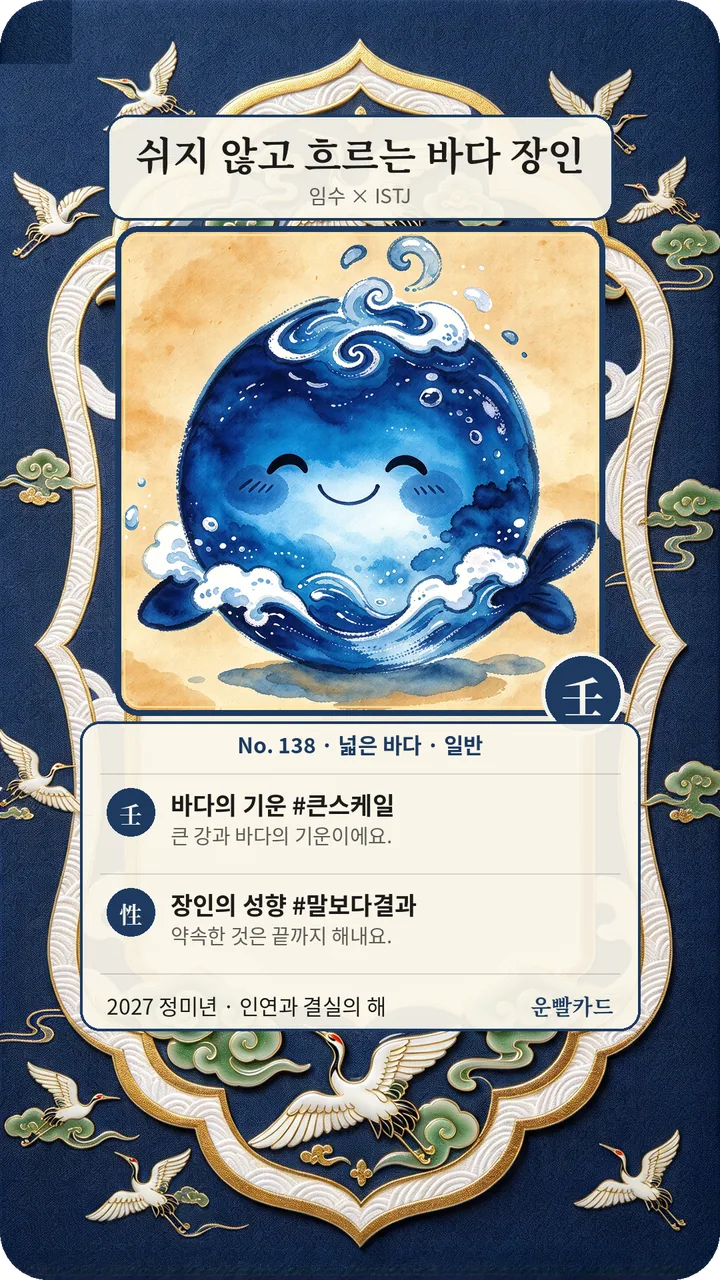 쉬지 않고 흐르는 바다 장인
임수 × ISTJ
壬
No. 138 · 넓은 바다 · 일반
壬
바다의 기운 #큰스케일
큰 강과 바다의 기운이에요.
性
장인의 성향 #말보다결과
약속한 것은 끝까지 해내요.
2027 정미년 · 인연과 결실의 해
운빨카드